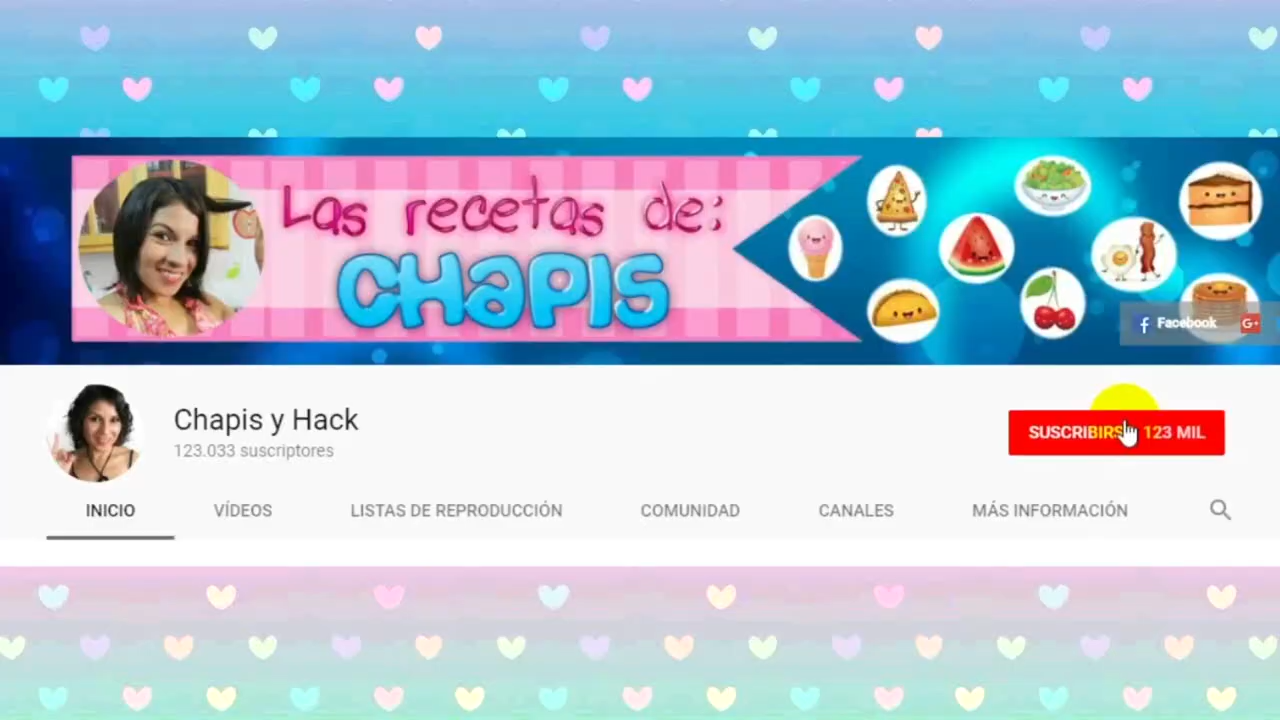 Las recetas de:
CHaPIS
Facebook
G+
Chapis y Hack
123.033 suscriptores
SUSCRIBIRS 123 MIL
INICIO
VÍDEOS
LISTAS DE REPRODUCCIÓN
COMUNIDAD
CANALES
MÁS INFORMACIÓN